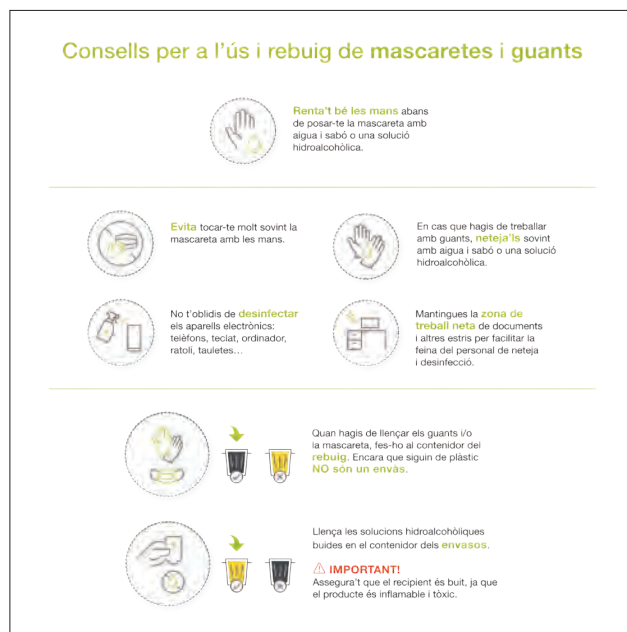 Consells per a l'ús i rebuig de mascaretes i guants
Renta't bé les mans abans
de posar-te la mascareta amb
aigua i sabó o una solució
hidroalcohòlica.
Evita tocar-te molt sovint la
mascareta amb les mans.
En cas que hagis de treballar
amb guants, neteja'ls sovint
amb aigua i sabó o una solució
hidroalcohòlica.
No t'oblidis de desinfectar
els aparells electrònics:
telèfons, teclat, ordinador,
ratolí, tauletes...
Mantingues la zona de
treball neta de documents
i altres estris per facilitar la
feina del personal de neteja
i desinfecció.
Quan hagis de llençar els guants i/o
la mascareta, fes-ho al contenidor del
rebuig. Encara que siguin de plàstic
NO són un envàs.
Llença les solucions hidroalcohòliques
buides en el contenidor dels envasos.
IMPORTANT!
Assegura't que el recipient és buit, ja que
el producte és inflamable i tòxic.